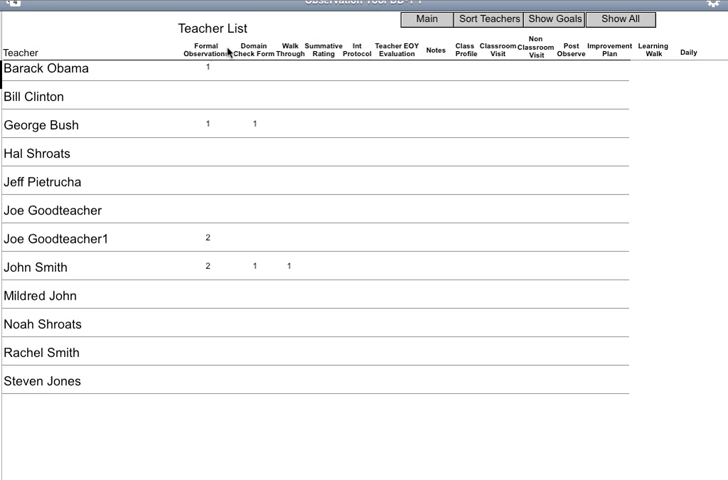 Teacher List
Main Sort Teachers Show Goals Show All
Teacher Formal Observations Domain Check Form Walk Through Summative Rating Int Protocol Teacher EOY Evaluation Notes Class Profile Classroom Visit Non Classroom Visit Post Observe Improvement Plan Learning Walk Daily
Barack Obama 1
Bill Clinton
George Bush 1 1
Hal Shroats
Jeff Pietrucha
Joe Goodteacher
Joe Goodteacher1 2
John Smith 2 1 1
Mildred John
Noah Shroats
Rachel Smith
Steven Jones